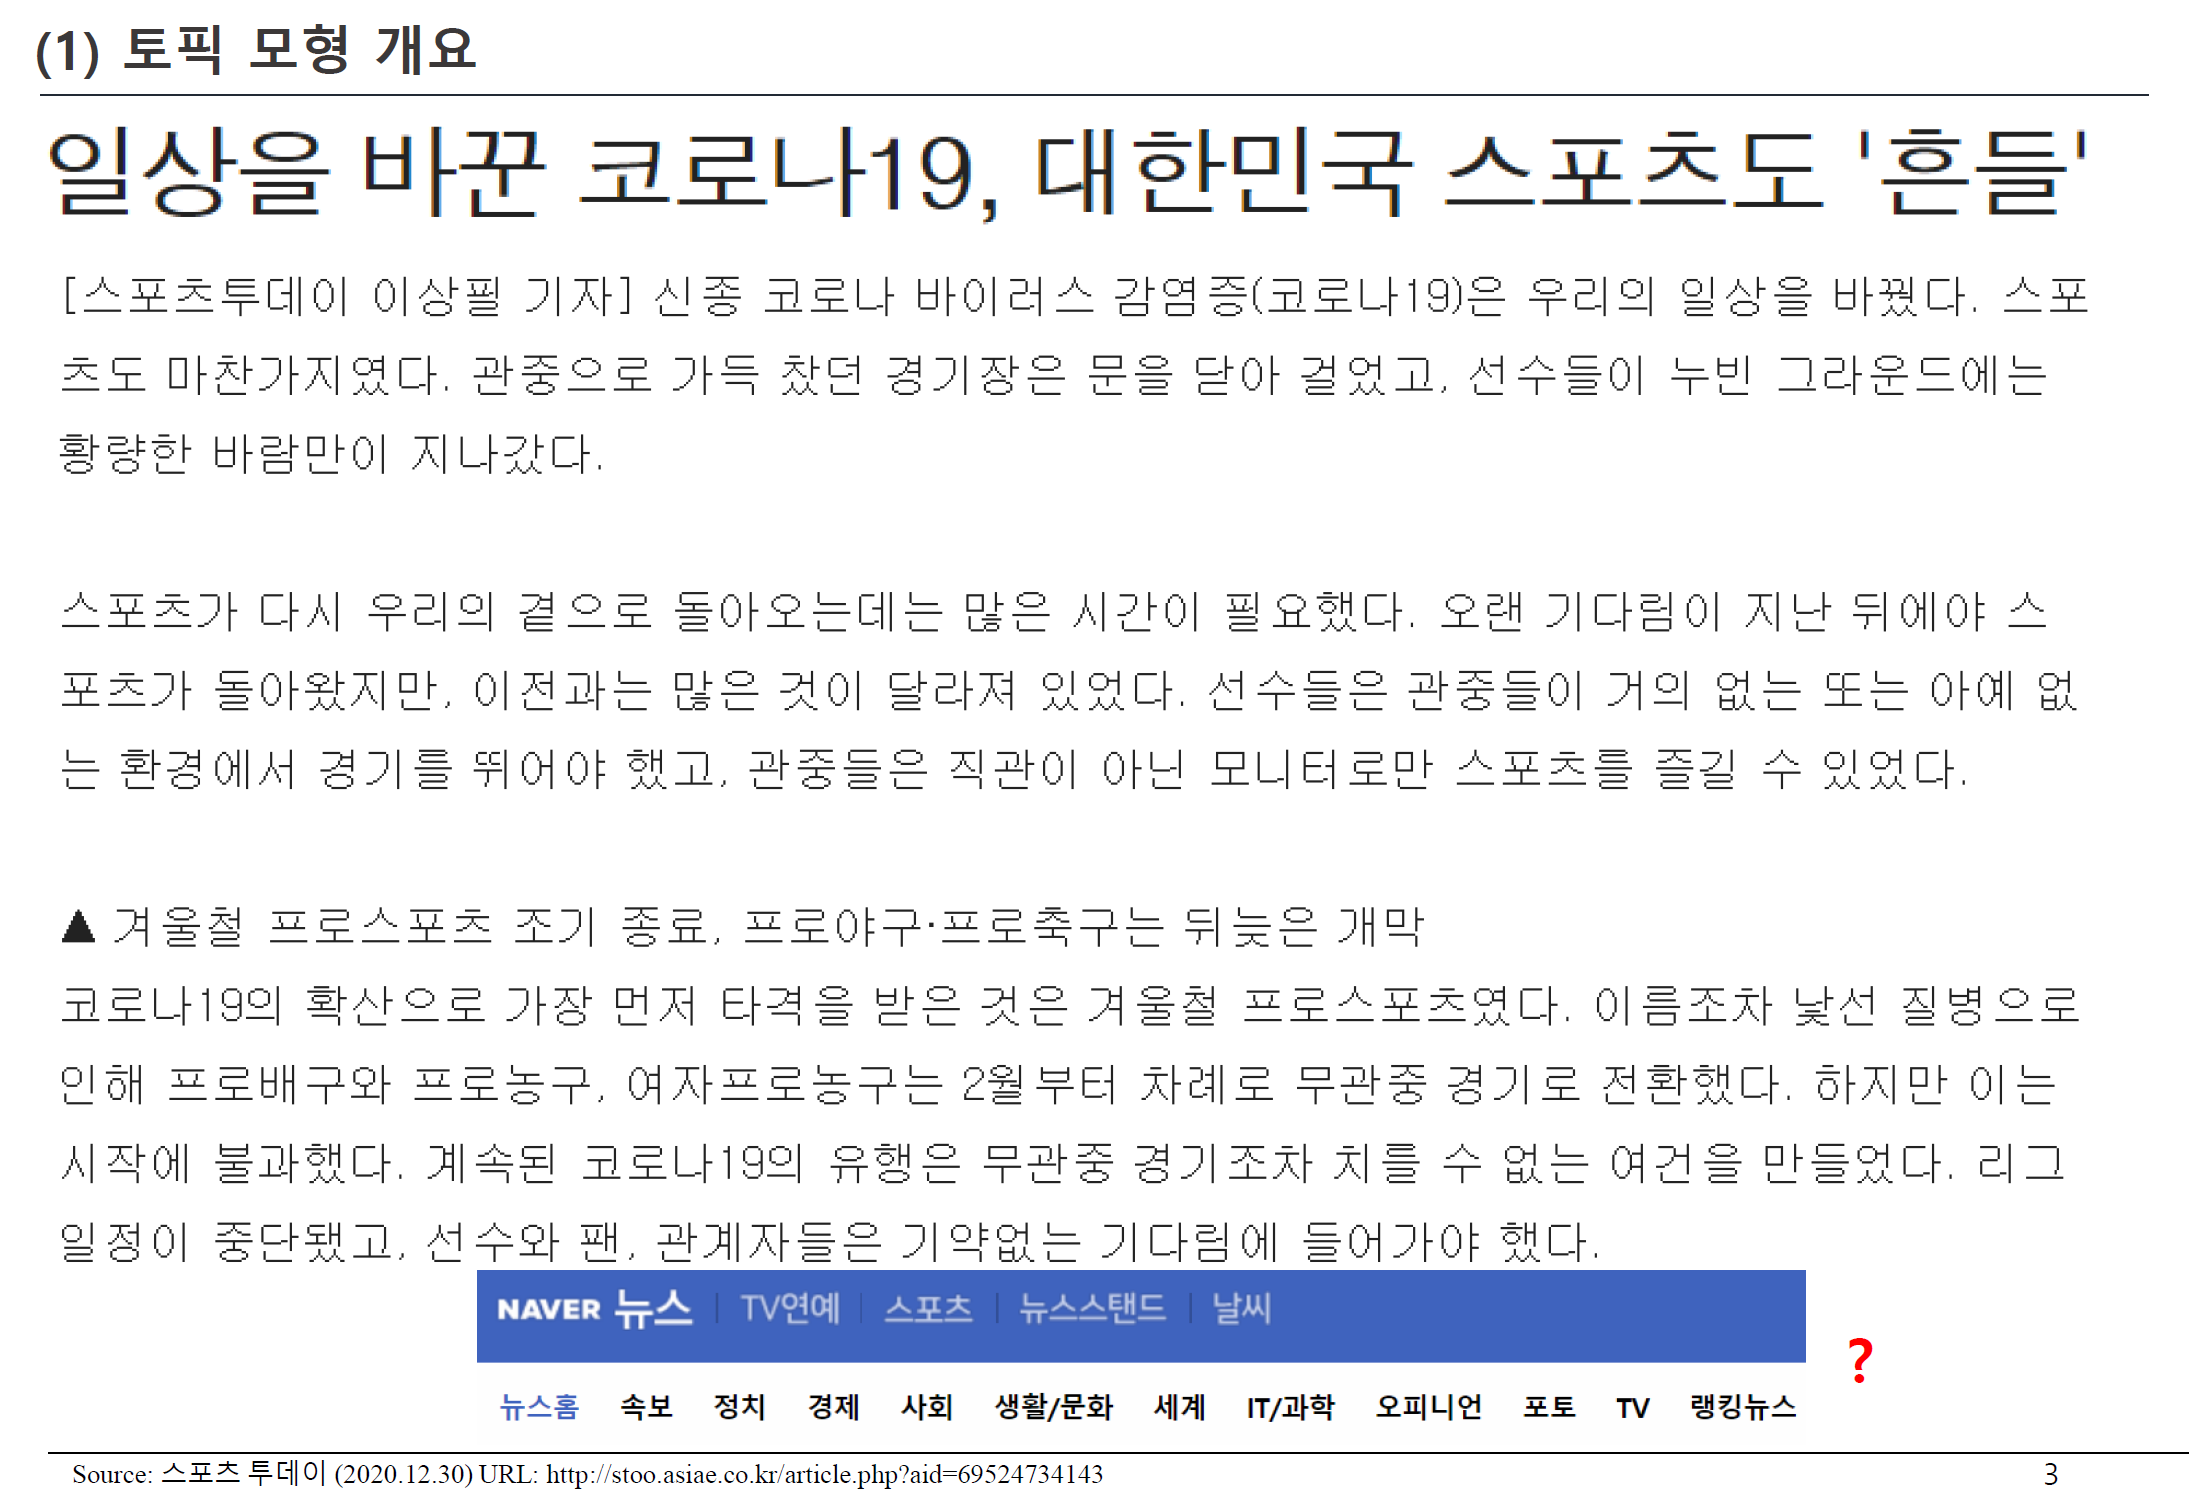 (1) 토픽 모형 개요
일상을 바꾼 코로나19, 대한민국 스포츠도 '흔들'
[스포츠투데이 이상필 기자] 신종 코로나 바이러스 감염증(코로나19)은 우리의 일상을 바꿨다. 스포
츠도 마찬가지였다. 관중으로 가득 찼던 경기장은 문을 닫아 걸었고, 선수들이 누빈 그라운드에는
황량한 바람만이 지나갔다.
스포츠가 다시 우리의 곁으로 돌아오는데는 많은 시간이 필요했다. 오랜 기다림이 지난 뒤에야 스
포츠가 돌아왔지만, 이전과는 많은 것이 달라져 있었다. 선수들은 관중들이 거의 없는 또는 아예 없
는 환경에서 경기를 뛰어야 했고, 관중들은 직관이 아닌 모니터로만 스포츠를 즐길 수 있었다.
▲ 겨울철 프로스포츠 조기 종료, 프로야구·프로축구는 뒤늦은 개막
코로나19의 확산으로 가장 먼저 타격을 받은 것은 겨울철 프로스포츠였다. 이름조차 낯선 질병으로
인해 프로배구와 프로농구, 여자프로농구는 2월부터 차례로 무관중 경기로 전환했다. 하지만 이는
시작에 불과했다. 계속된 코로나19의 유행은 무관중 경기조차 치를 수 없는 여건을 만들었다. 리그
일정이 중단됐고, 선수와 팬, 관계자들은 기약없는 기다림에 들어가야 했다.
NAVER 뉴스 | TV연예 | 스포츠 | 뉴스스탠드 | 날씨
?
뉴스홈 속보 정치 경제 사회 생활/문화 세계 IT/과학 오피니언 포토 TV 랭킹뉴스
Source: 스포츠 투데이 (2020.12.30) URL: http://stoo.asiae.co.kr/article.php?aid=69524734143
3